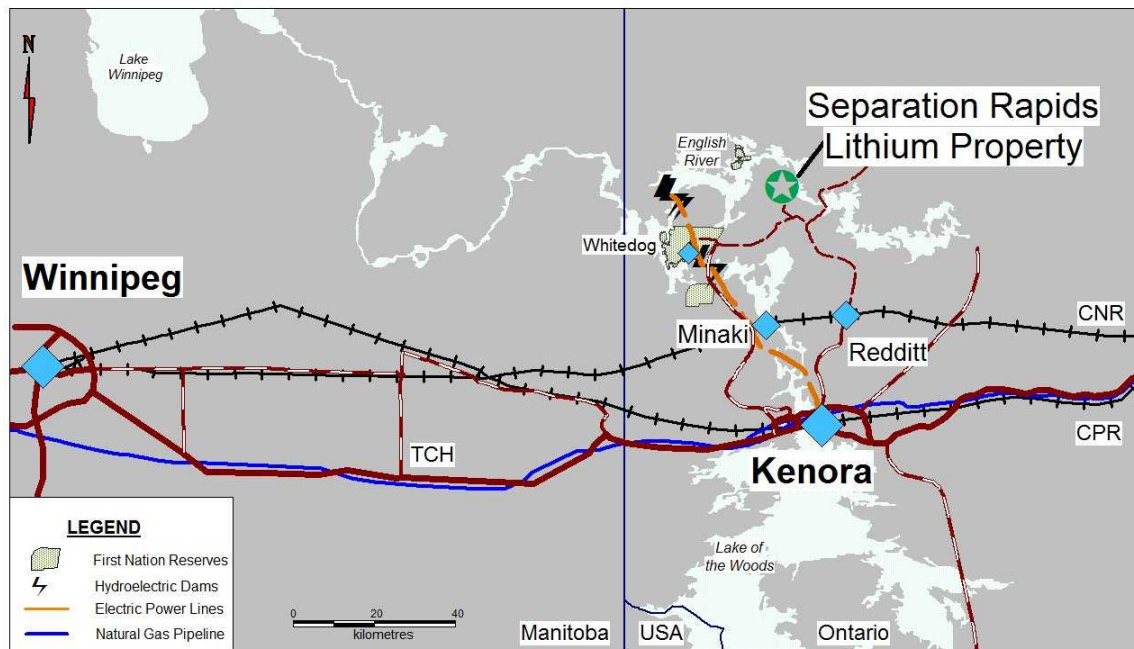 N
Lake
Winnipeg
Separation Rapids
Lithium Property
English
River
Whitedog
Winnipeg
Minaki
Redditt
CNR
TCH
CPR
Kenora
LEGEND
First Nation Reserves
Hydroelectric Dams
Electric Power Lines
Natural Gas Pipeline
Lake of
the Woods
0 20 40
kilometres
Manitoba
USA
Ontario